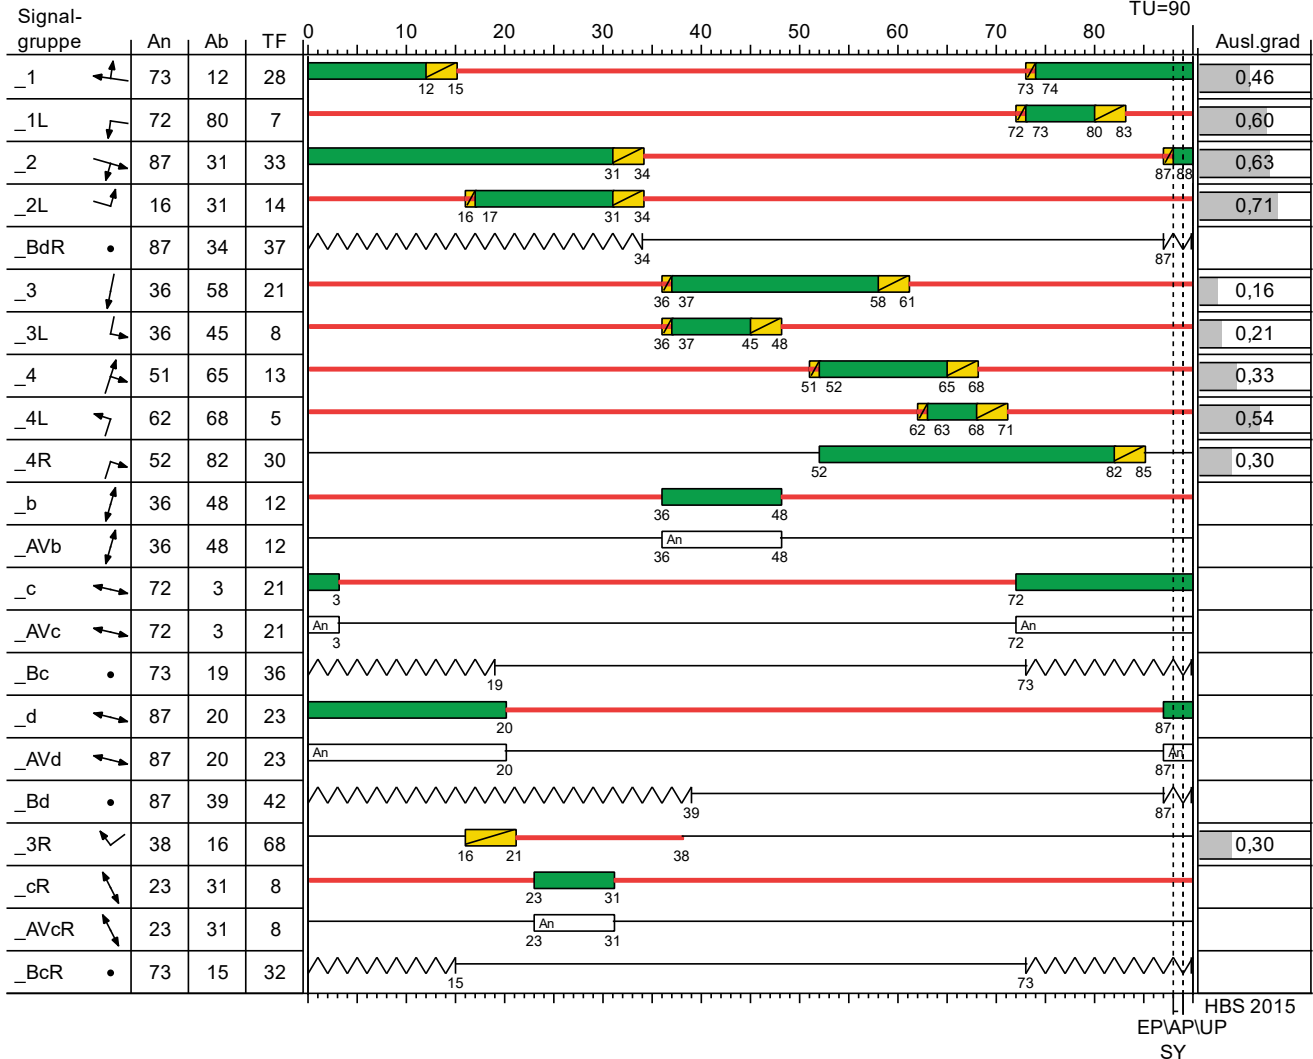 TU=90
Signal-
gruppe An Ab TF 0 10 20 30 40 50 60 70 80 Ausl.grad
_1 73 12 28 0,46
12 15 73 74
_1L 72 80 7 0,60
72 73 80 83
_2 87 31 33 0,63
31 34 87 88
_2L 16 31 14 0,71
16 17 31 34
_BdR 87 34 37
34 87
_3 36 58 21 0,16
36 37 58 61
_3L 36 45 8 0,21
36 37 45 48
_4 51 65 13 0,33
51 52 65 68
_4L 62 68 5 0,54
62 63 68 71
_4R 52 82 30 0,30
52 82 85
_b 36 48 12
36 48
_AVb 36 48 12 An
36 48
_c 72 3 21
3 72
_AVc 72 3 21 An An
3 72
_Bc 73 19 36
19 73
_d 87 20 23
20 87
_AVd 87 20 23 An An
20 87
_Bd 87 39 42
39 87
_3R 38 16 68 0,30
16 21 38
_cR 23 31 8
23 31
_AVcR 23 31 8 An
23 31
_BcR 73 15 32
15 73
HBS 2015
EP\AP\UP
SY